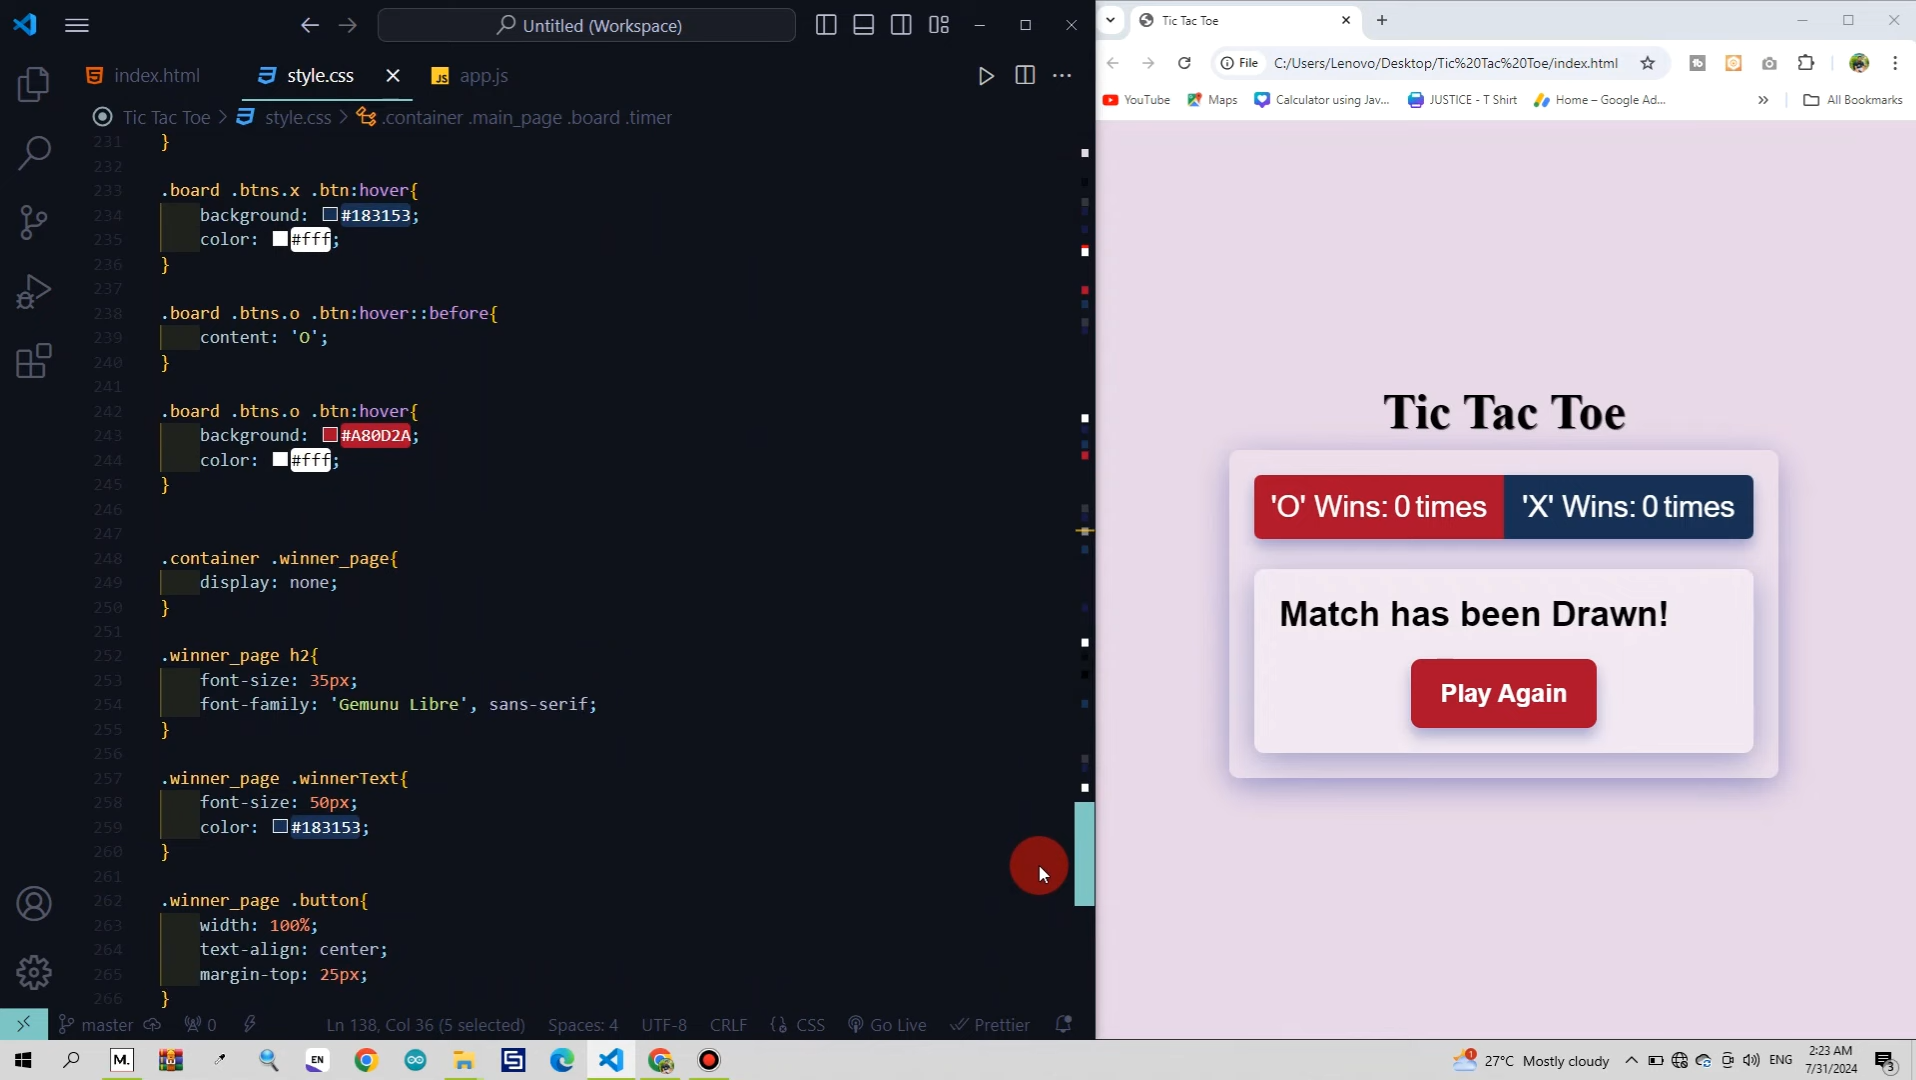 Untitled (Workspace)
index.html
style.css
app.js
Tic Tac Toe > style.css > .container .main_page .board .timer
231 }
232
233 .board .btns.x .btn:hover{
234 background: #183153;
235 color: #fff;
236 }
237
238 .board .btns.o .btn:hover::before{
239 content: 'O';
240 }
241
242 .board .btns.o .btn:hover{
243 background: #A80D2A;
244 color: #fff;
245 }
246
247
248 .container .winner_page{
249 display: none;
250 }
251
252 .winner_page h2{
253 font-size: 35px;
254 font-family: 'Gemunu Libre', sans-serif;
255 }
256
257 .winner_page .winnerText{
258 font-size: 50px;
259 color: #183153;
260 }
261
262 .winner_page .button{
263 width: 100%;
264 text-align: center;
265 margin-top: 25px;
266 }
master 0 Ln 138, Col 36 (5 selected) Spaces: 4 UTF-8 CRLF {} CSS Go Live Prettier
Tic Tac Toe
File C:/Users/Lenovo/Desktop/Tic%20Tac%20Toe/index.html
YouTube Maps Calculator using Jav... JUSTICE - T Shirt Home – Google Ad... » All Bookmarks
Tic Tac Toe
'O' Wins: 0 times 'X' Wins: 0 times
Match has been Drawn!
Play Again
M. EN 27°C Mostly cloudy ENG 2:23 AM
7/31/2024